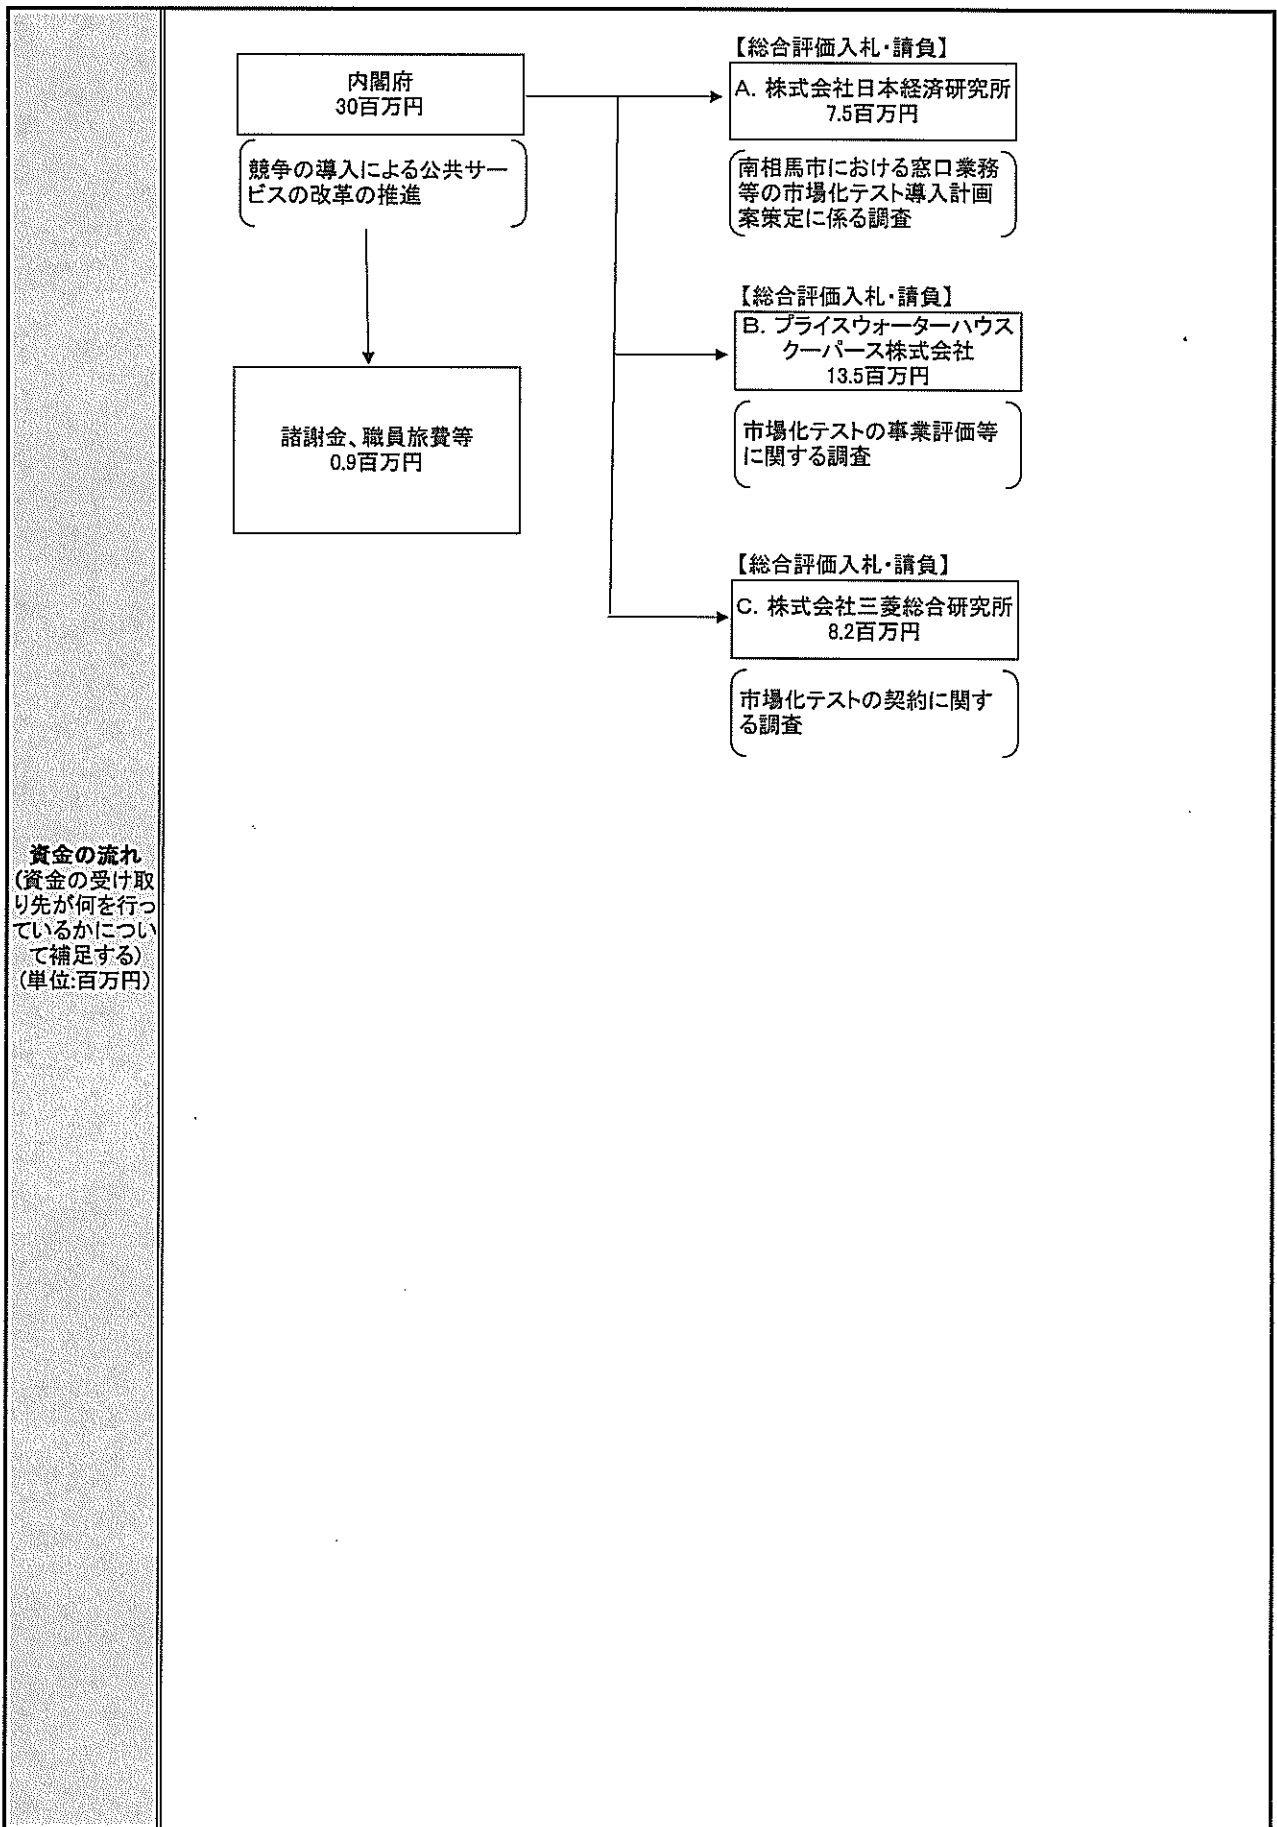 資金の流れ
(資金の受け取
り先が何を行っ
ているかについ
て補足する)
(単位:百万円)
内閣府
30百万円
競争の導入による公共サー
ビスの改革の推進
諸謝金、職員旅費等
0.9百万円
【総合評価入札・請負】
A. 株式会社日本経済研究所
7.5百万円
南相馬市における窓口業務
等の市場化テスト導入計画
案策定に係る調査
【総合評価入札・請負】
B. プライスウォーターハウス
クーパース株式会社
13.5百万円
市場化テストの事業評価等
に関する調査
【総合評価入札・請負】
C. 株式会社三菱総合研究所
8.2百万円
市場化テストの契約に関す
る調査